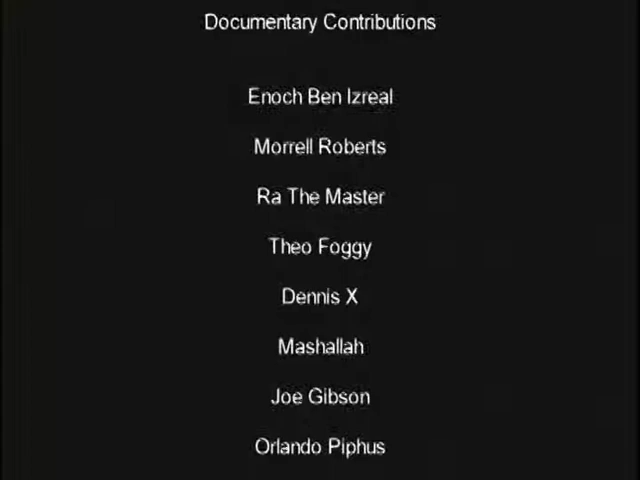 Documentary Contributions
Enoch Ben Izreal
Morrell Roberts
Ra The Master
Theo Foggy
Dennis X
Mashallah
Joe Gibson
Orlando Piphus